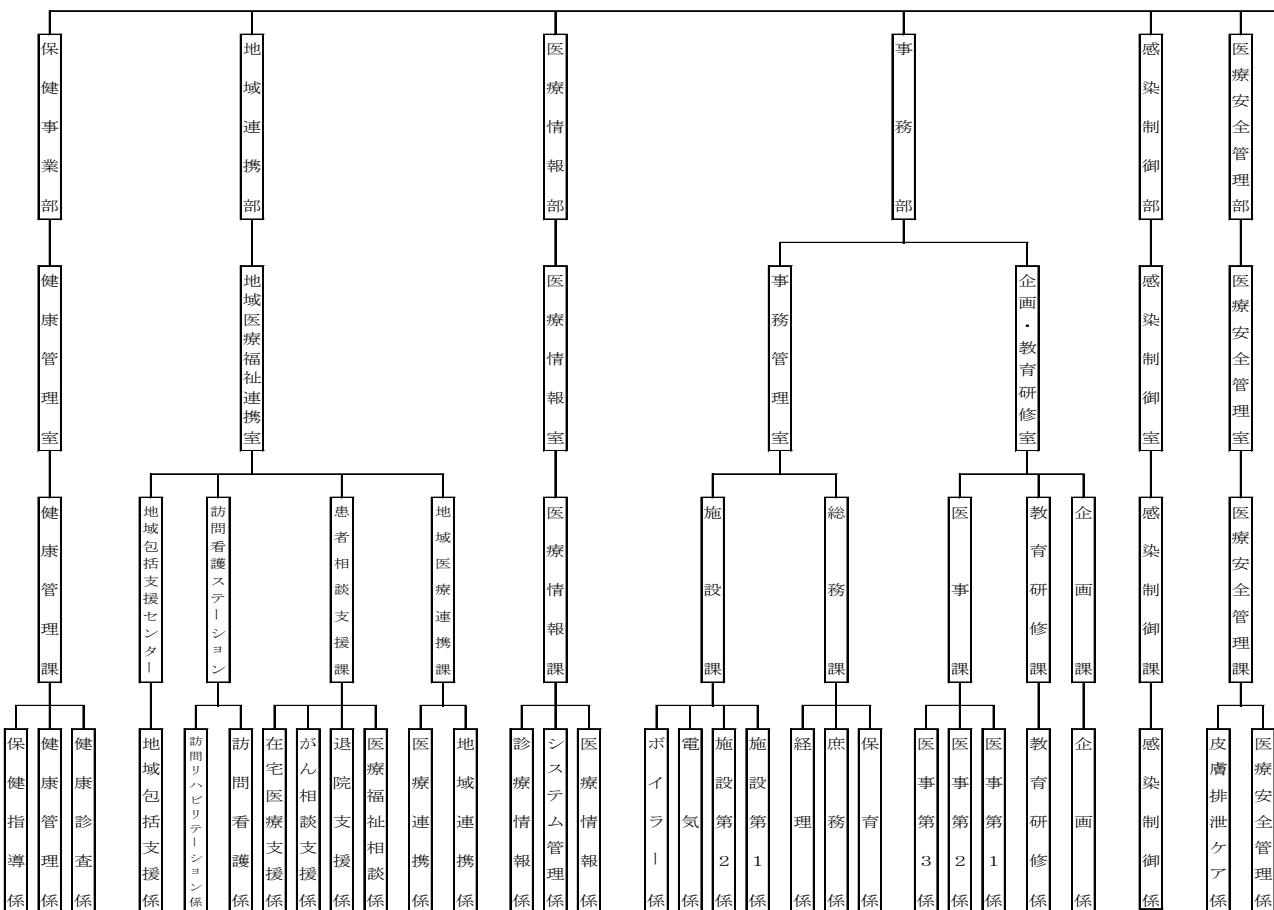 保健事業部
地域連携部
医療情報部
事務部
感染制御部
医療安全管理部
健康管理室
地域医療福祉連携室
医療情報室
事務管理室
企画・教育研修室
感染制御室
医療安全管理室
健康管理課
地域包括支援センター
訪問看護ステーション
患者相談支援課
地域医療連携課
医療情報課
施設課
総務課
医事課
教育研修課
企画課
感染制御課
医療安全管理課
保健指導係
健康管理係
健康診査係
地域包括支援係
訪問リハビリテーション係
訪問看護係
在宅医療支援係
がん相談支援係
退院支援係
医療福祉相談係
医療連携係
地域連携係
診療情報係
システム管理係
医療情報係
ボイラー係
電気係
施設第2係
施設第1係
経理係
庶務係
保育係
医事第3係
医事第2係
医事第1係
教育研修係
企画係
感染制御係
皮膚排泄ケア係
医療安全管理係